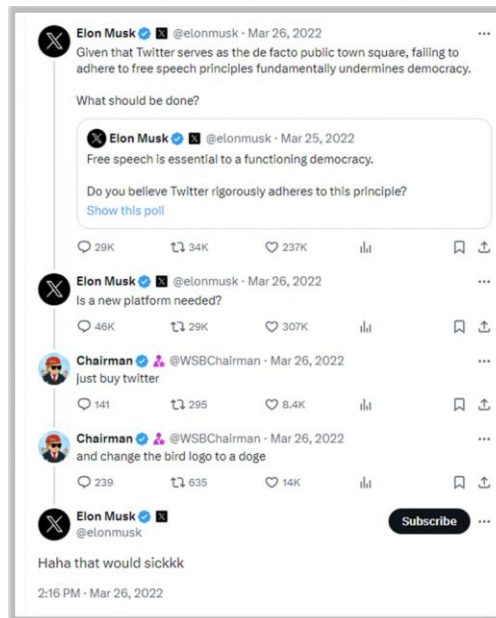 Elon Musk @elonmusk · Mar 26, 2022
Given that Twitter serves as the de facto public town square, failing to
adhere to free speech principles fundamentally undermines democracy.
What should be done?
Elon Musk @elonmusk · Mar 25, 2022
Free speech is essential to a functioning democracy.
Do you believe Twitter rigorously adheres to this principle?
Show this poll
29K 34K 237K
Elon Musk @elonmusk · Mar 26, 2022
Is a new platform needed?
46K 29K 307K
Chairman @WSBChairman · Mar 26, 2022
just buy twitter
141 295 8.4K
Chairman @WSBChairman · Mar 26, 2022
and change the bird logo to a doge
239 635 14K
Elon Musk
@elonmusk
Subscribe
Haha that would sickkk
2:16 PM · Mar 26, 2022